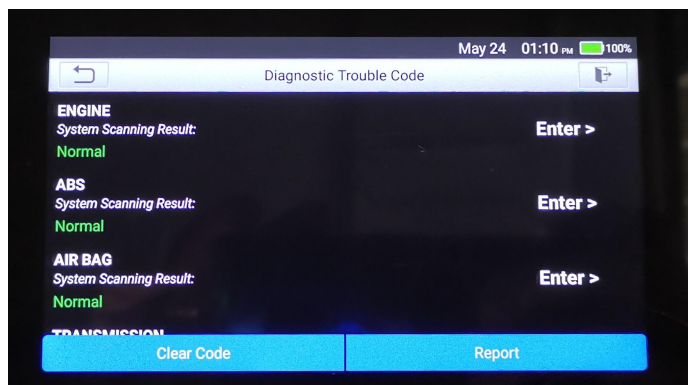 May 24 01:10 PM 100%
Diagnostic Trouble Code
ENGINE
System Scanning Result:
Enter >
Normal
ABS
System Scanning Result:
Enter >
Normal
AIR BAG
System Scanning Result:
Enter >
Normal
TRANSMISSION
Clear Code
Report